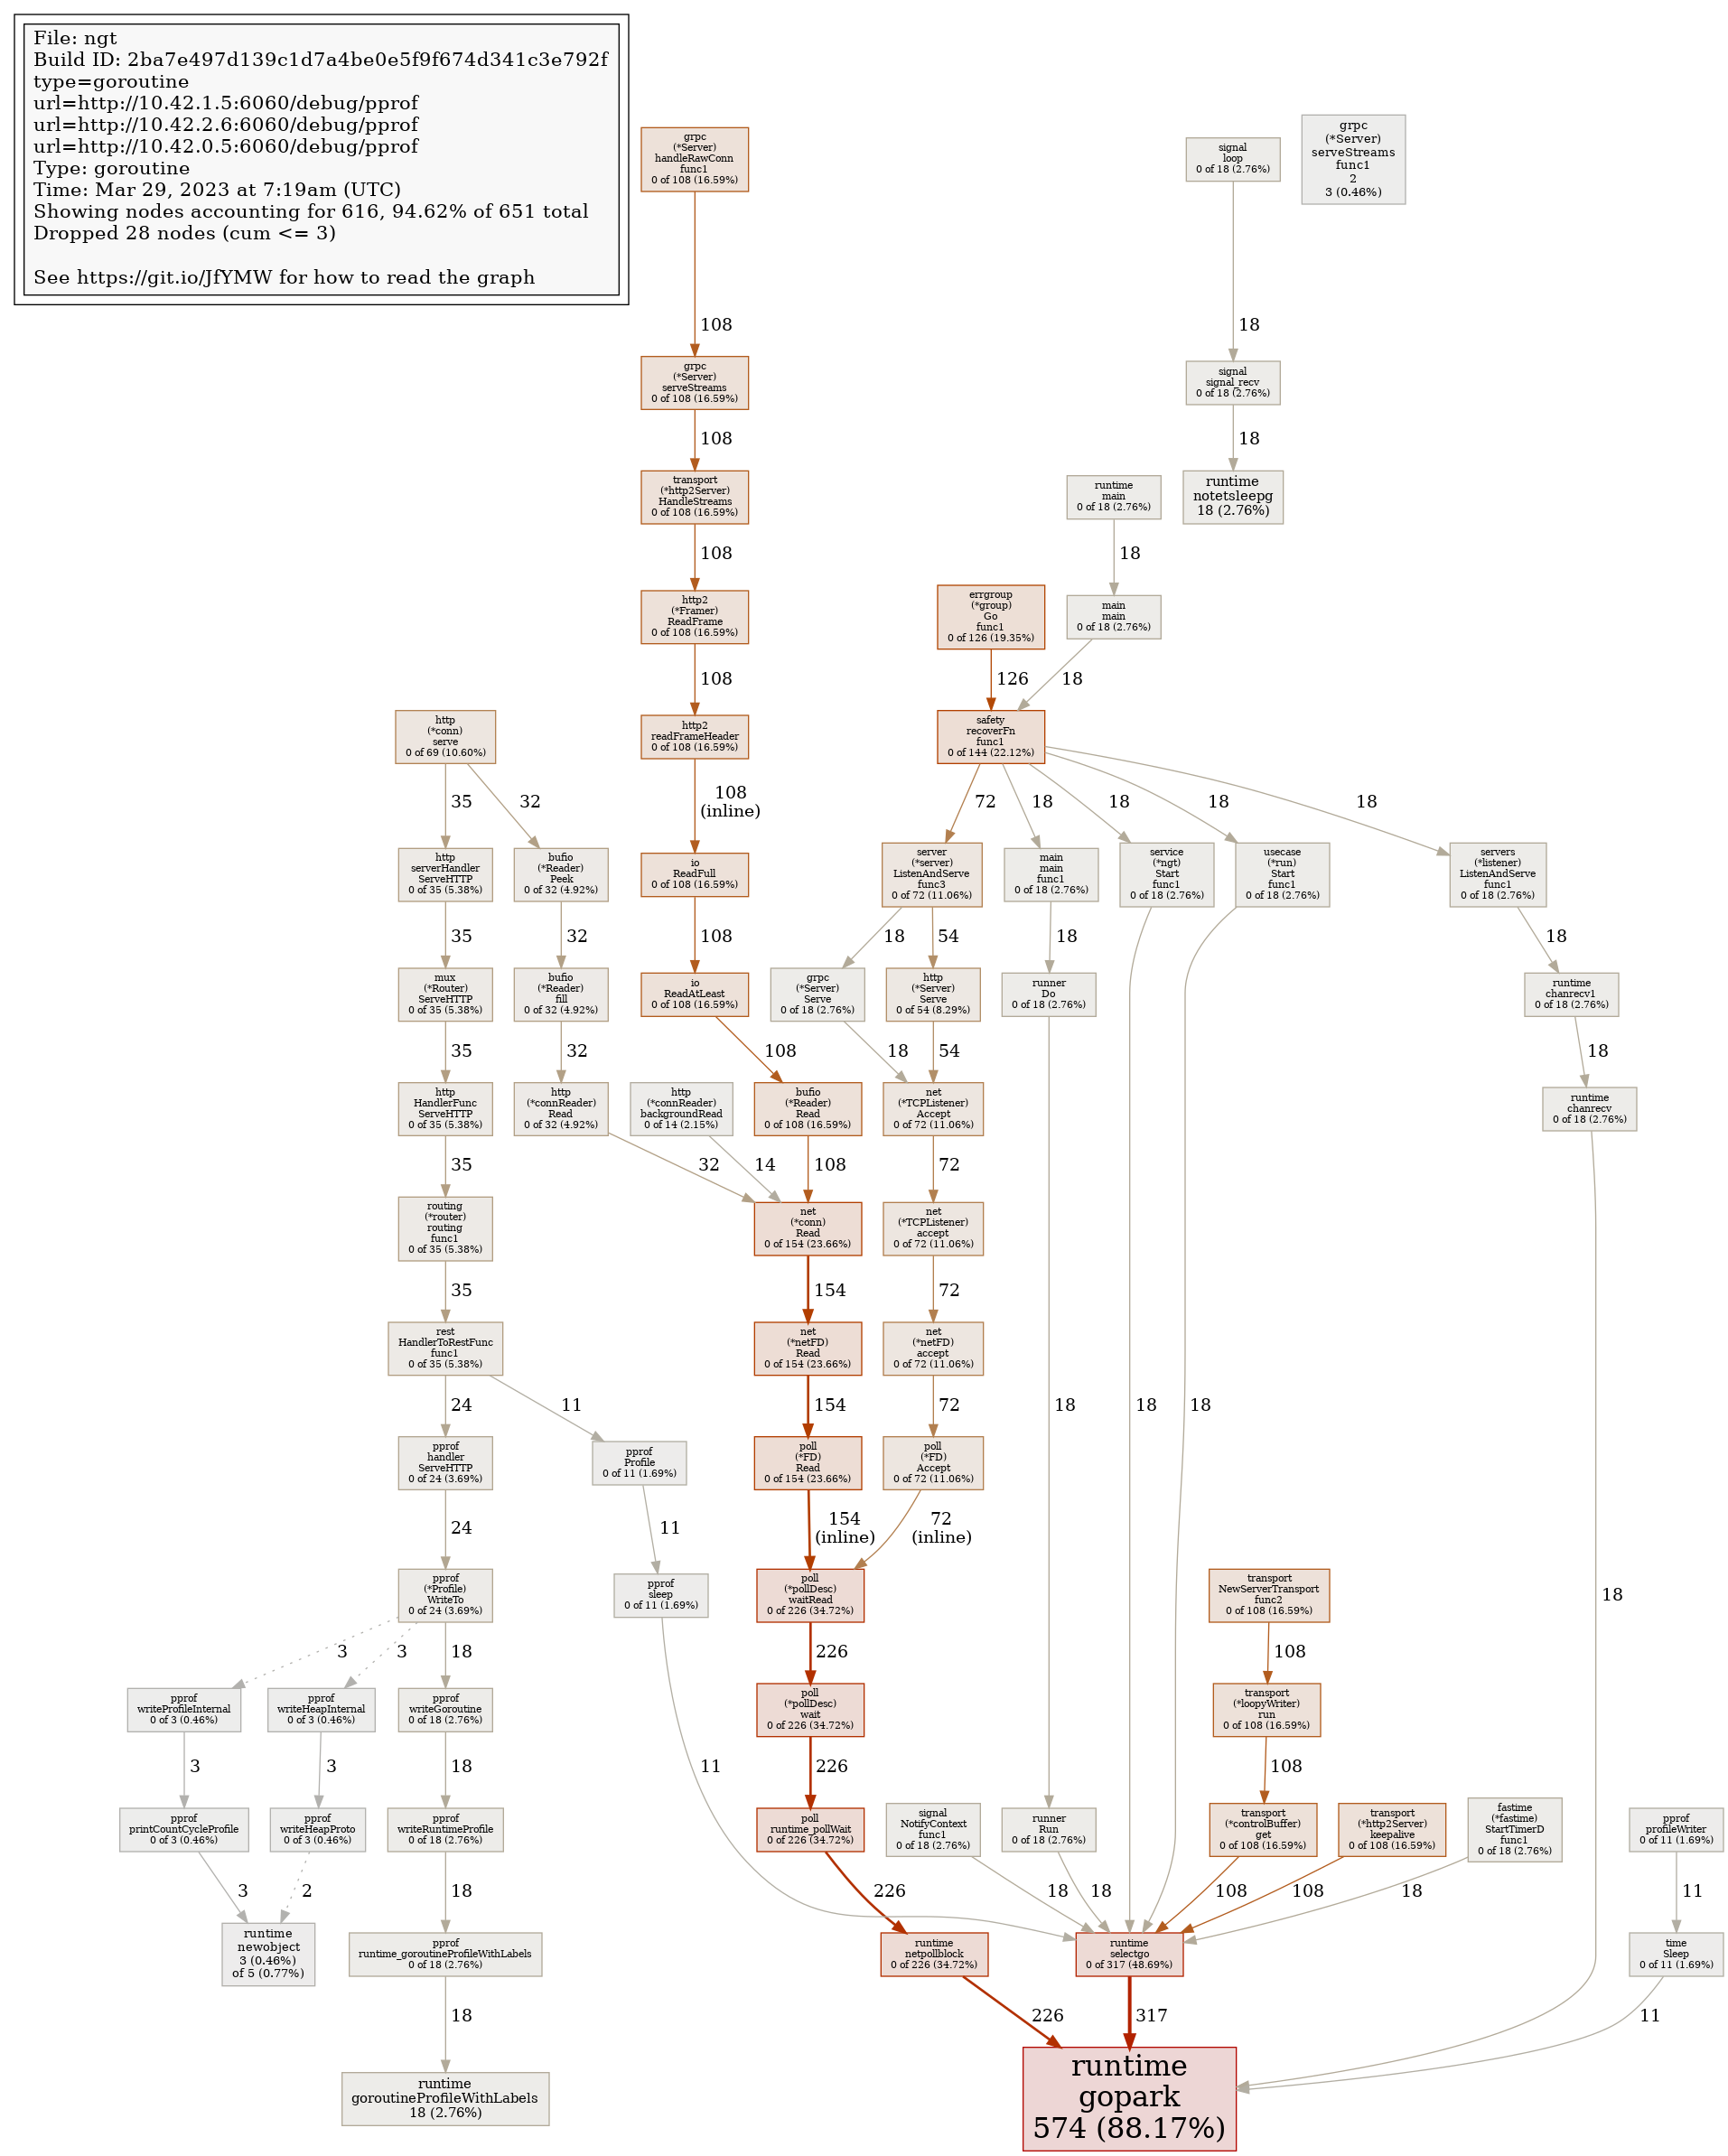 File: ngt
Build ID: 2ba7e497d139c1d7a4be0e5f9f674d341c3e792f
type=goroutine
url=http://10.42.1.5:6060/debug/pprof
url=http://10.42.2.6:6060/debug/pprof
url=http://10.42.0.5:6060/debug/pprof
Type: goroutine
Time: Mar 29, 2023 at 7:19am (UTC)
Showing nodes accounting for 616, 94.62% of 651 total
Dropped 28 nodes (cum <= 3)
See https://git.io/JfYMW for how to read the graph
grpc
(*Server)
handleRawConn
func1
0 of 108 (16.59%)
signal
loop
0 of 18 (2.76%)
grpc
(*Server)
serveStreams
func1
2
3 (0.46%)
108
18
grpc
(*Server)
serveStreams
0 of 108 (16.59%)
signal
signal_recv
0 of 18 (2.76%)
108
18
transport
(*http2Server)
HandleStreams
0 of 108 (16.59%)
runtime
main
0 of 18 (2.76%)
runtime
notetsleepg
18 (2.76%)
108
18
http2
(*Framer)
ReadFrame
0 of 108 (16.59%)
errgroup
(*group)
Go
func1
0 of 126 (19.35%)
main
main
0 of 18 (2.76%)
108
126
18
http
(*conn)
serve
0 of 69 (10.60%)
http2
readFrameHeader
0 of 108 (16.59%)
safety
recoverFn
func1
0 of 144 (22.12%)
35
32
108
(inline)
72
18
18
18
18
http
serverHandler
ServeHTTP
0 of 35 (5.38%)
bufio
(*Reader)
Peek
0 of 32 (4.92%)
io
ReadFull
0 of 108 (16.59%)
server
(*server)
ListenAndServe
func3
0 of 72 (11.06%)
main
main
func1
0 of 18 (2.76%)
service
(*ngt)
Start
func1
0 of 18 (2.76%)
usecase
(*run)
Start
func1
0 of 18 (2.76%)
servers
(*listener)
ListenAndServe
func1
0 of 18 (2.76%)
35
32
108
18
54
18
18
mux
(*Router)
ServeHTTP
0 of 35 (5.38%)
bufio
(*Reader)
fill
0 of 32 (4.92%)
io
ReadAtLeast
0 of 108 (16.59%)
grpc
(*Server)
Serve
0 of 18 (2.76%)
http
(*Server)
Serve
0 of 54 (8.29%)
runner
Do
0 of 18 (2.76%)
runtime
chanrecv1
0 of 18 (2.76%)
35
32
108
18
54
18
http
HandlerFunc
ServeHTTP
0 of 35 (5.38%)
http
(*connReader)
Read
0 of 32 (4.92%)
http
(*connReader)
backgroundRead
0 of 14 (2.15%)
bufio
(*Reader)
Read
0 of 108 (16.59%)
net
(*TCPListener)
Accept
0 of 72 (11.06%)
runtime
chanrecv
0 of 18 (2.76%)
35
32
14
108
72
routing
(*router)
routing
func1
0 of 35 (5.38%)
net
(*conn)
Read
0 of 154 (23.66%)
net
(*TCPListener)
accept
0 of 72 (11.06%)
35
154
72
rest
HandlerToRestFunc
func1
0 of 35 (5.38%)
net
(*netFD)
Read
0 of 154 (23.66%)
net
(*netFD)
accept
0 of 72 (11.06%)
24
11
154
72
18
18
18
pprof
handler
ServeHTTP
0 of 24 (3.69%)
pprof
Profile
0 of 11 (1.69%)
poll
(*FD)
Read
0 of 154 (23.66%)
poll
(*FD)
Accept
0 of 72 (11.06%)
24
11
154
(inline)
72
(inline)
pprof
(*Profile)
WriteTo
0 of 24 (3.69%)
pprof
sleep
0 of 11 (1.69%)
poll
(*pollDesc)
waitRead
0 of 226 (34.72%)
transport
NewServerTransport
func2
0 of 108 (16.59%)
18
3
3
18
226
108
pprof
writeProfileInternal
0 of 3 (0.46%)
pprof
writeHeapInternal
0 of 3 (0.46%)
pprof
writeGoroutine
0 of 18 (2.76%)
poll
(*pollDesc)
wait
0 of 226 (34.72%)
transport
(*loopyWriter)
run
0 of 108 (16.59%)
3
3
18
11
226
108
pprof
printCountCycleProfile
0 of 3 (0.46%)
pprof
writeHeapProto
0 of 3 (0.46%)
pprof
writeRuntimeProfile
0 of 18 (2.76%)
poll
runtime_pollWait
0 of 226 (34.72%)
signal
NotifyContext
func1
0 of 18 (2.76%)
runner
Run
0 of 18 (2.76%)
transport
(*controlBuffer)
get
0 of 108 (16.59%)
transport
(*http2Server)
keepalive
0 of 108 (16.59%)
fastime
(*fastime)
StartTimerD
func1
0 of 18 (2.76%)
pprof
profileWriter
0 of 11 (1.69%)
3
2
18
226
18
18
108
108
18
11
runtime
newobject
3 (0.46%)
of 5 (0.77%)
pprof
runtime_goroutineProfileWithLabels
0 of 18 (2.76%)
runtime
netpollblock
0 of 226 (34.72%)
runtime
selectgo
0 of 317 (48.69%)
time
Sleep
0 of 11 (1.69%)
18
226
317
11
runtime
goroutineProfileWithLabels
18 (2.76%)
runtime
gopark
574 (88.17%)